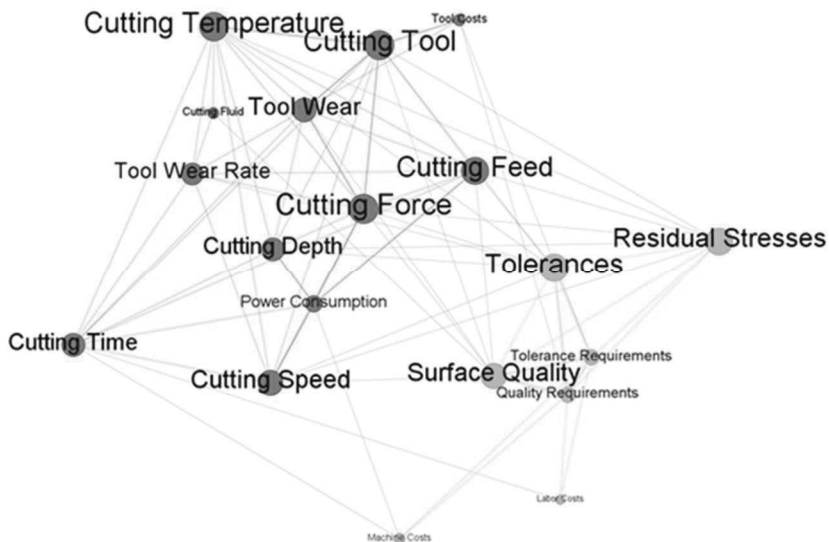 Cutting Temperature
Tool Costs
Cutting Tool
Cutting Fluid
Tool Wear
Tool Wear Rate
Cutting Feed
Cutting Force
Cutting Depth
Residual Stresses
Tolerances
Power Consumption
Cutting Time
Tolerance Requirements
Cutting Speed
Surface Quality
Quality Requirements
Labor Costs
Machine Costs